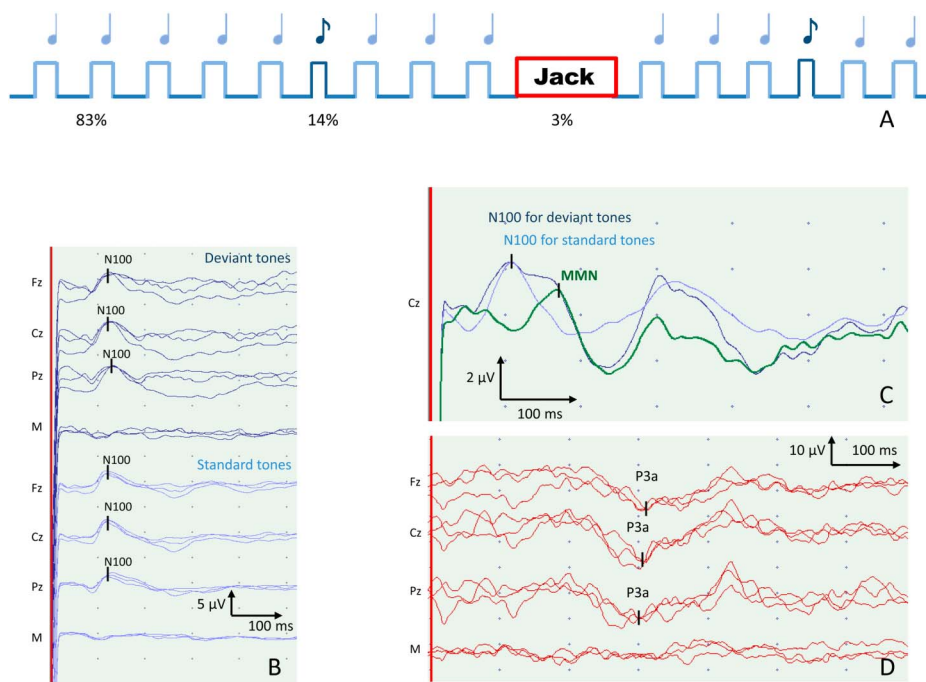 Jack
83%
14%
3%
A
Deviant tones
N100
Fz
N100
Cz
N100
Pz
M
Standard tones
N100
Fz
N100
Cz
N100
Pz
5 µV
100 ms
M
B
N100 for deviant tones
N100 for standard tones
MMN
Cz
2 µV
100 ms
C
10 µV
100 ms
P3a
Fz
P3a
Cz
P3a
Pz
M
D